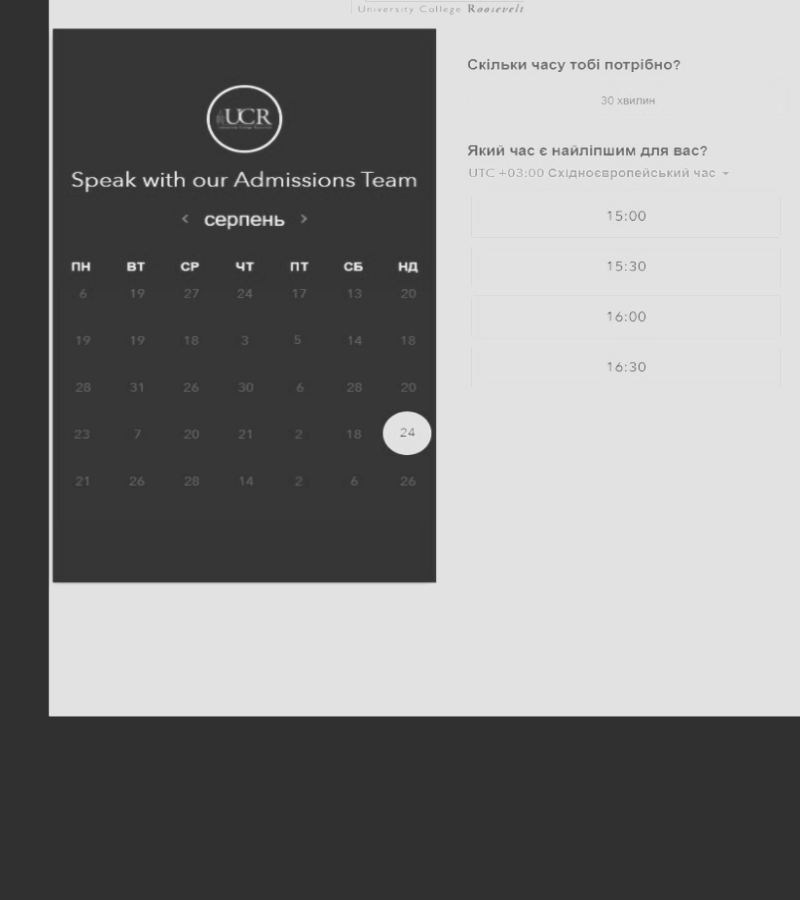 University College Roosevelt
UCR
Speak with our Admissions Team
‹ серпень ›
ПН ВТ СР ЧТ ПТ СБ НД
6 19 27 24 17 13 20
19 19 18 3 5 14 18
28 31 26 30 6 28 20
23 7 20 21 2 18 24
21 26 28 14 2 6 26
Скільки часу тобі потрібно?
30 хвилин
Який час є найліпшим для вас?
UTC +03:00 Східноєвропейський час
15:00
15:30
16:00
16:30